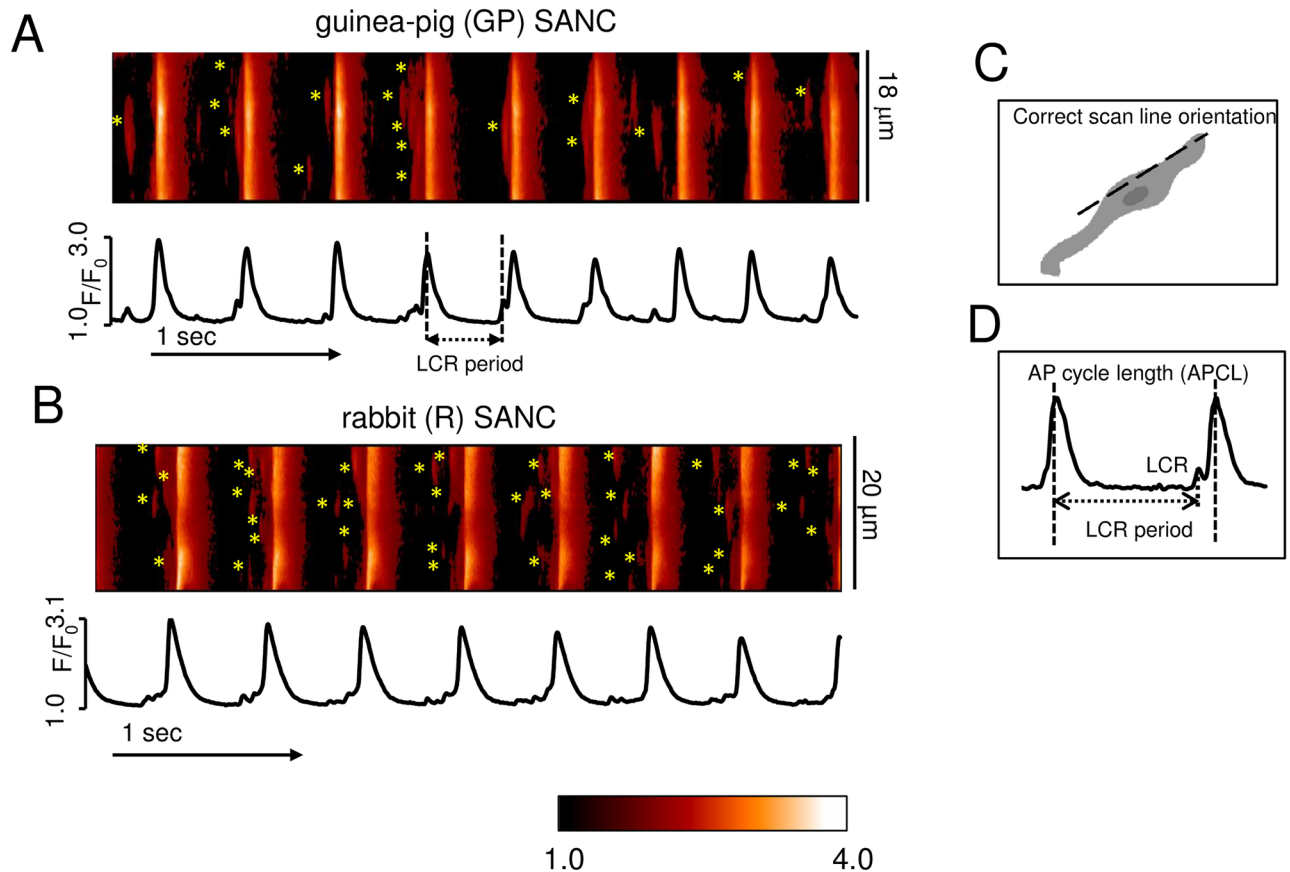 A
guinea-pig (GP) SANC
18 μm
1.0 F/F0 3.0
1 sec
LCR period
B
rabbit (R) SANC
20 μm
1.0 F/F0 3.1
1 sec
1.0 4.0
C
Correct scan line orientation
D
AP cycle length (APCL)
LCR
LCR period